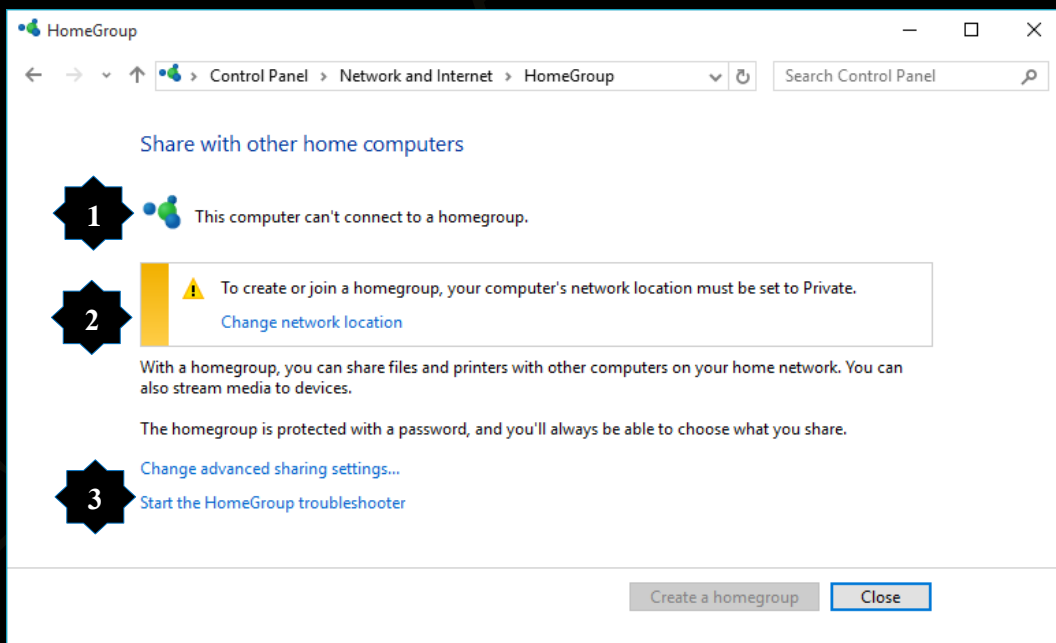 HomeGroup
Control Panel > Network and Internet > HomeGroup
Search Control Panel
Share with other home computers
1
This computer can't connect to a homegroup.
To create or join a homegroup, your computer's network location must be set to Private.
2
Change network location
With a homegroup, you can share files and printers with other computers on your home network. You can
also stream media to devices.
The homegroup is protected with a password, and you'll always be able to choose what you share.
Change advanced sharing settings...
3
Start the HomeGroup troubleshooter
Create a homegroup
Close